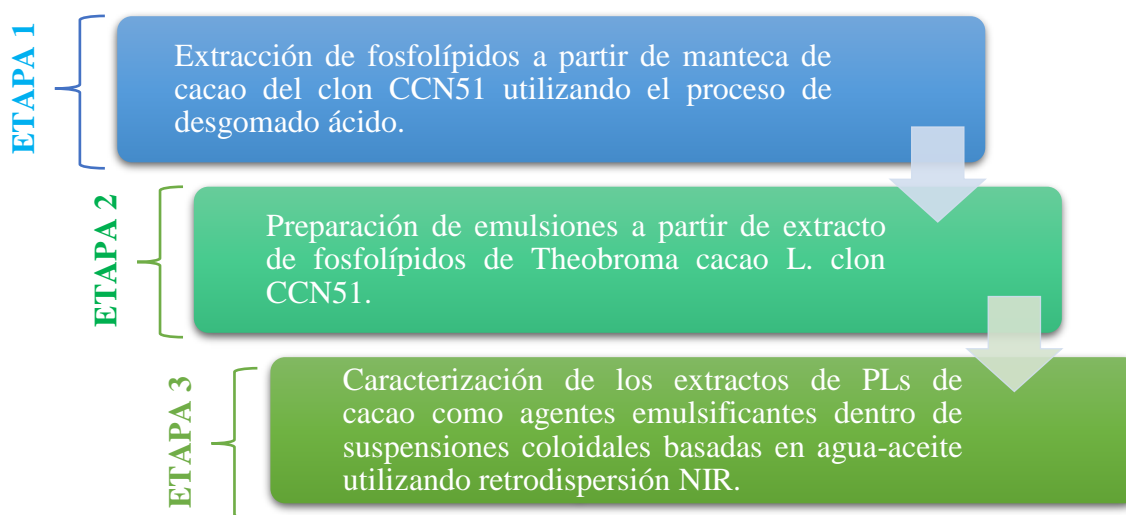 ETAPA 1
Extracción de fosfolípidos a partir de manteca de
cacao del clon CCN51 utilizando el proceso de
desgomado ácido.
ETAPA 2
Preparación de emulsiones a partir de extracto
de fosfolípidos de Theobroma cacao L. clon
CCN51.
ETAPA 3
Caracterización de los extractos de PLs de
cacao como agentes emulsificantes dentro de
suspensiones coloidales basadas en agua-aceite
utilizando retrodispersión NIR.